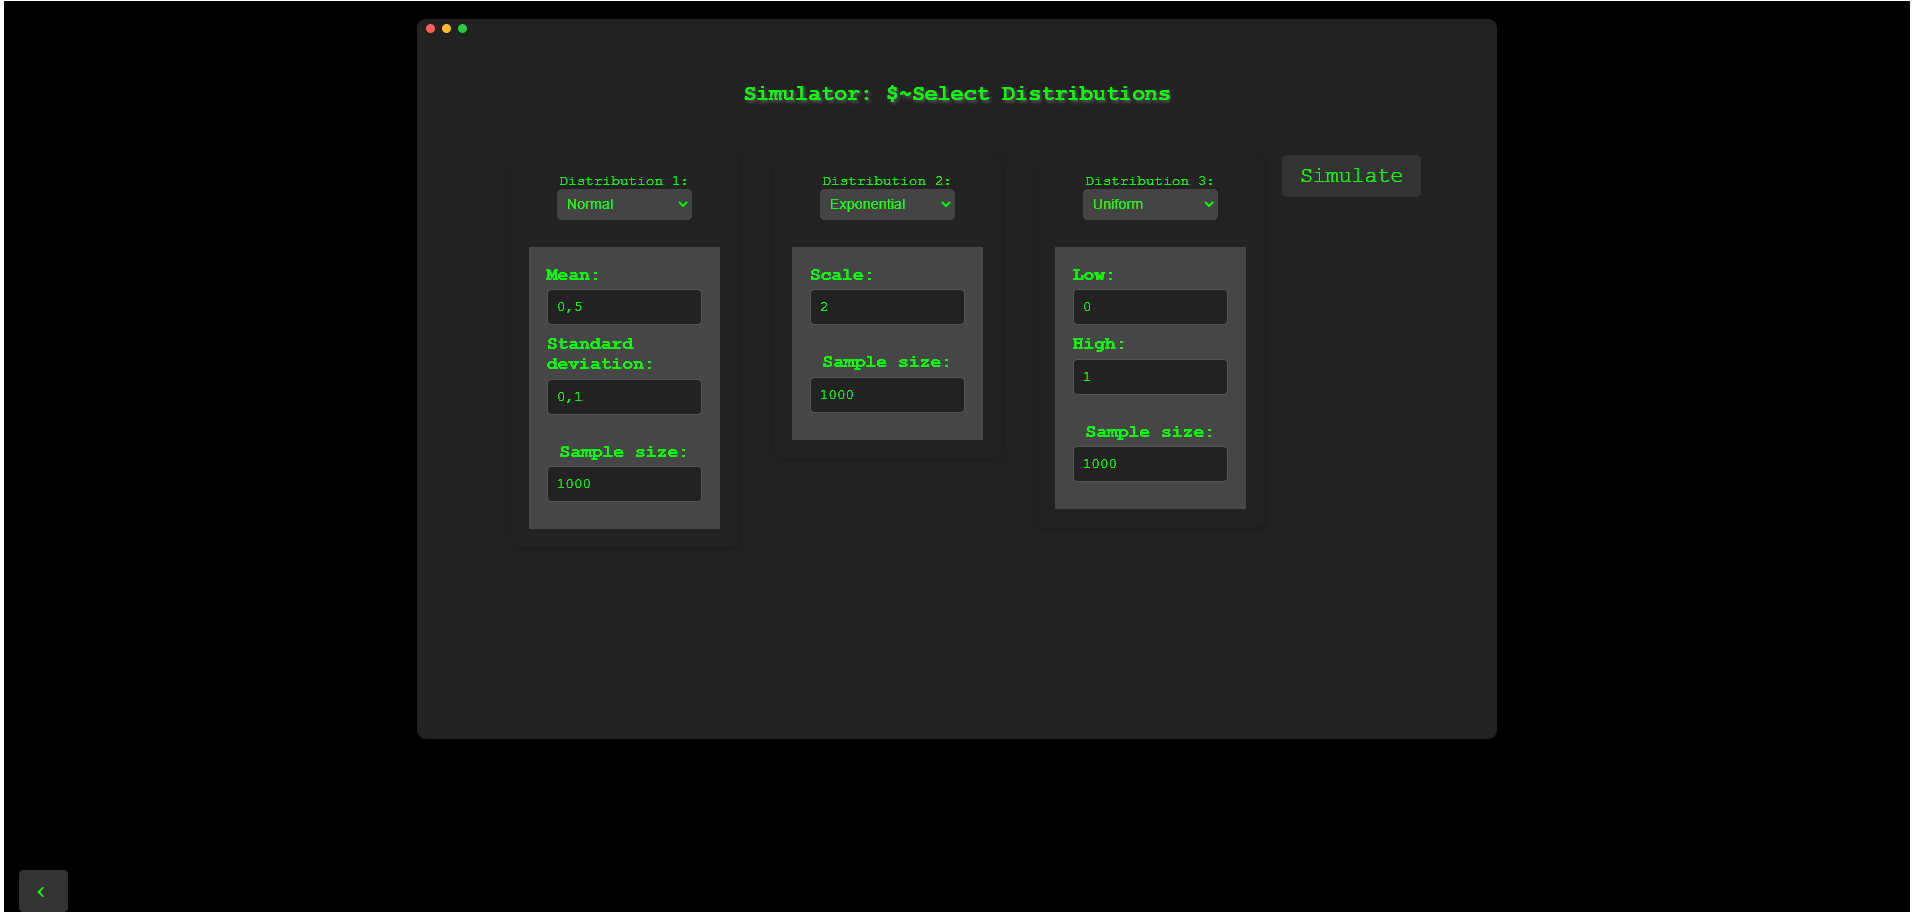 Simulator: $~Select Distributions
Distribution 1:
Normal
Mean:
0,5
Standard
deviation:
0,1
Sample size:
1000
Distribution 2:
Exponential
Scale:
2
Sample size:
1000
Distribution 3:
Uniform
Low:
0
High:
1
Sample size:
1000
Simulate